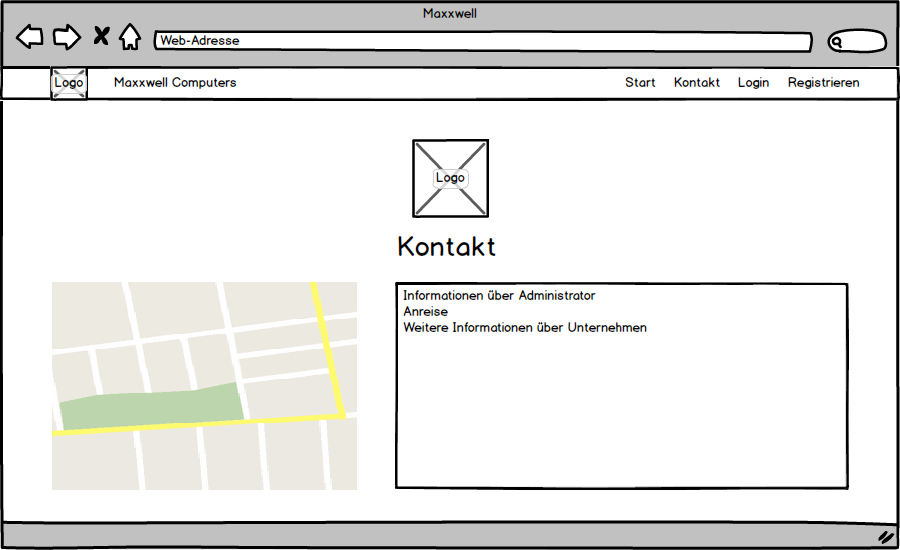 Maxxwell
Web-Adresse
Logo
Maxxwell Computers
Start
Kontakt
Login
Registrieren
Logo
Kontakt
Informationen über Administrator
Anreise
Weitere Informationen über Unternehmen